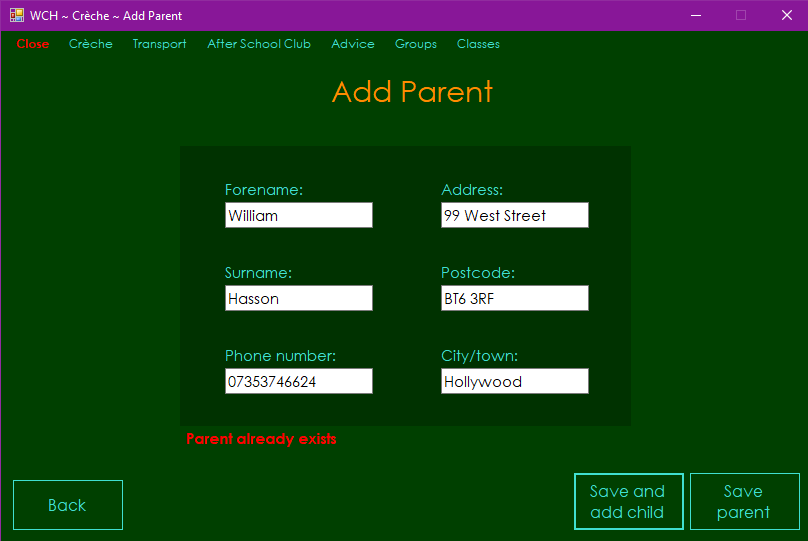 WCH ~ Crèche ~ Add Parent
Close Crèche Transport After School Club Advice Groups Classes
Add Parent
Forename: Address:
William 99 West Street
Surname: Postcode:
Hasson BT6 3RF
Phone number: City/town:
07353746624 Hollywood
Parent already exists
Back
Save and
add child
Save
parent